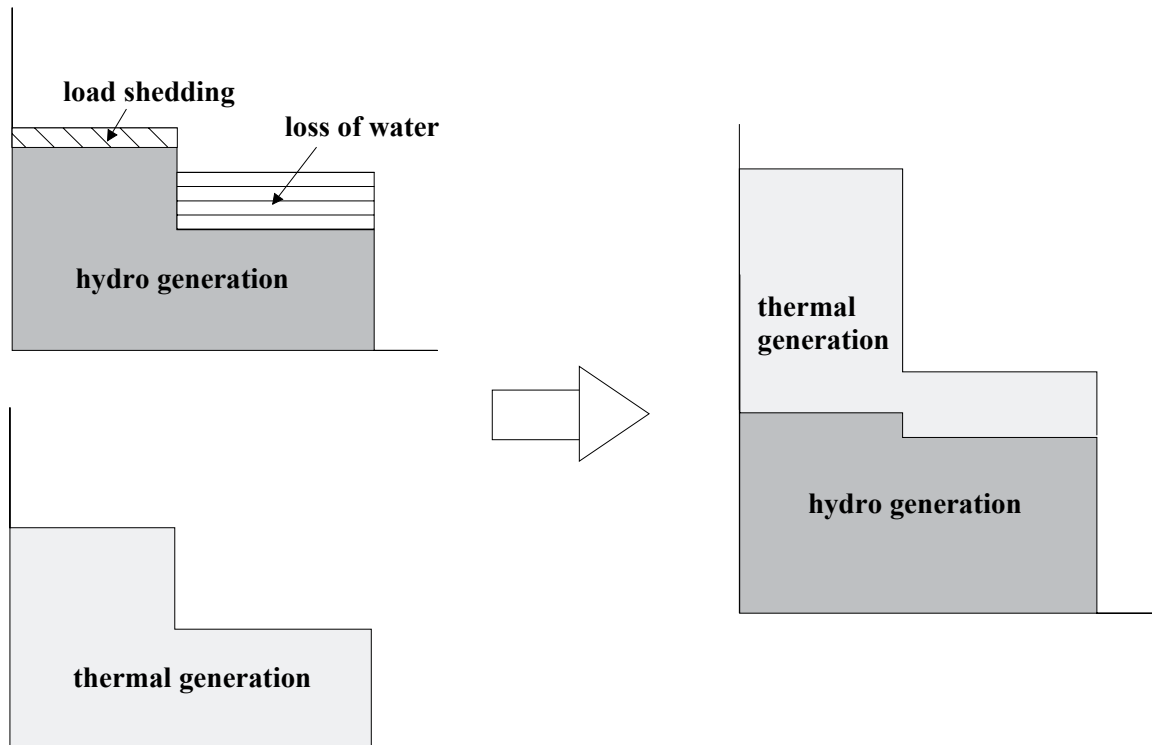 load shedding
loss of water
hydro generation
thermal generation
thermal
generation
hydro generation